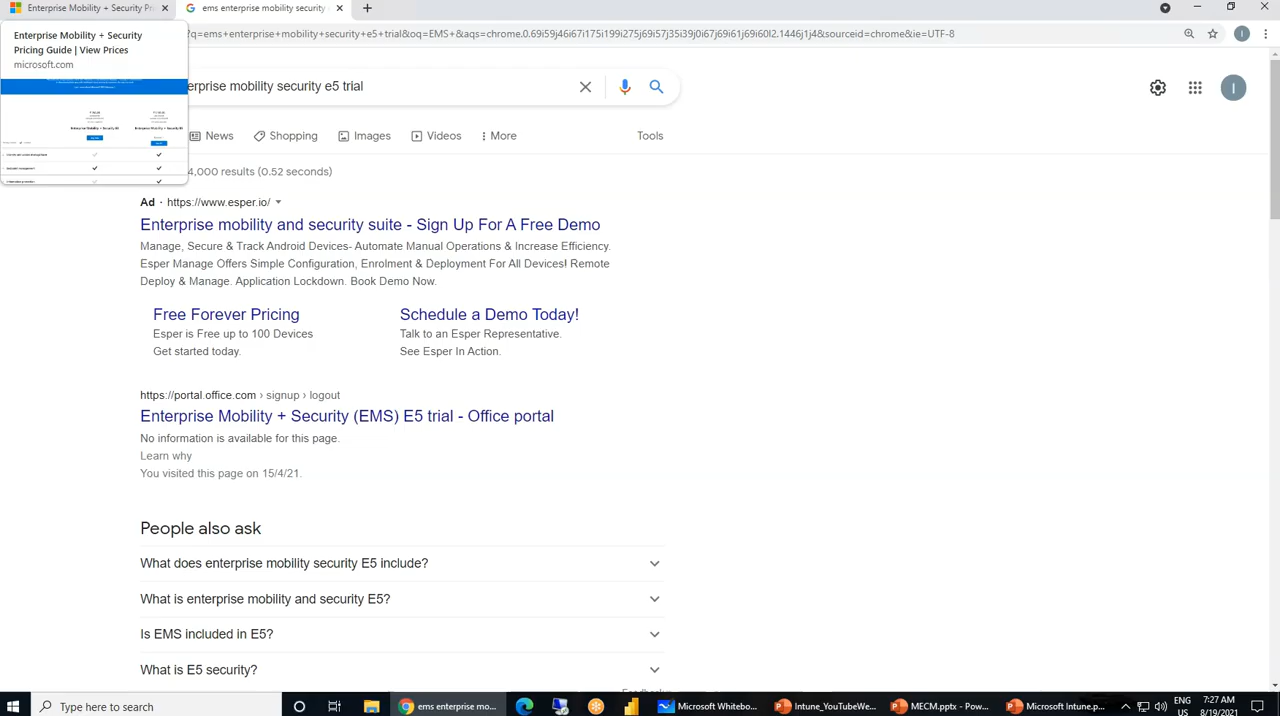 Enterprise Mobility + Security Pri
ems enterprise mobility security
?q=ems+enterprise+mobility+security+e5+trial&oq=EMS+&aqs=chrome.0.69i59j46i67i175i199i275j69i57j35i39j0i67j69i61j69i60l2.1446j1j4&sourceid=chrome&ie=UTF-8
Enterprise Mobility + Security
Pricing Guide | View Prices
microsoft.com
erprise mobility security e5 trial
News
Shopping
Images
Videos
More
Tools
4,000 results (0.52 seconds)
Ad · https://www.esper.io/
Enterprise mobility and security suite - Sign Up For A Free Demo
Manage, Secure & Track Android Devices- Automate Manual Operations & Increase Efficiency.
Esper Manage Offers Simple Configuration, Enrolment & Deployment For All Devices! Remote
Deploy & Manage. Application Lockdown. Book Demo Now.
Free Forever Pricing
Esper is Free up to 100 Devices
Get started today.
Schedule a Demo Today!
Talk to an Esper Representative.
See Esper In Action.
https://portal.office.com › signup › logout
Enterprise Mobility + Security (EMS) E5 trial - Office portal
No information is available for this page.
Learn why
You visited this page on 15/4/21.
People also ask
What does enterprise mobility security E5 include?
What is enterprise mobility and security E5?
Is EMS included in E5?
What is E5 security?
Feedback
Type here to search
ems enterprise mo...
Microsoft Whitebo...
Intune_YouTubeWe...
MECM.pptx - Pow...
Microsoft Intune.p...
ENG
US
7:27 AM
8/19/2021